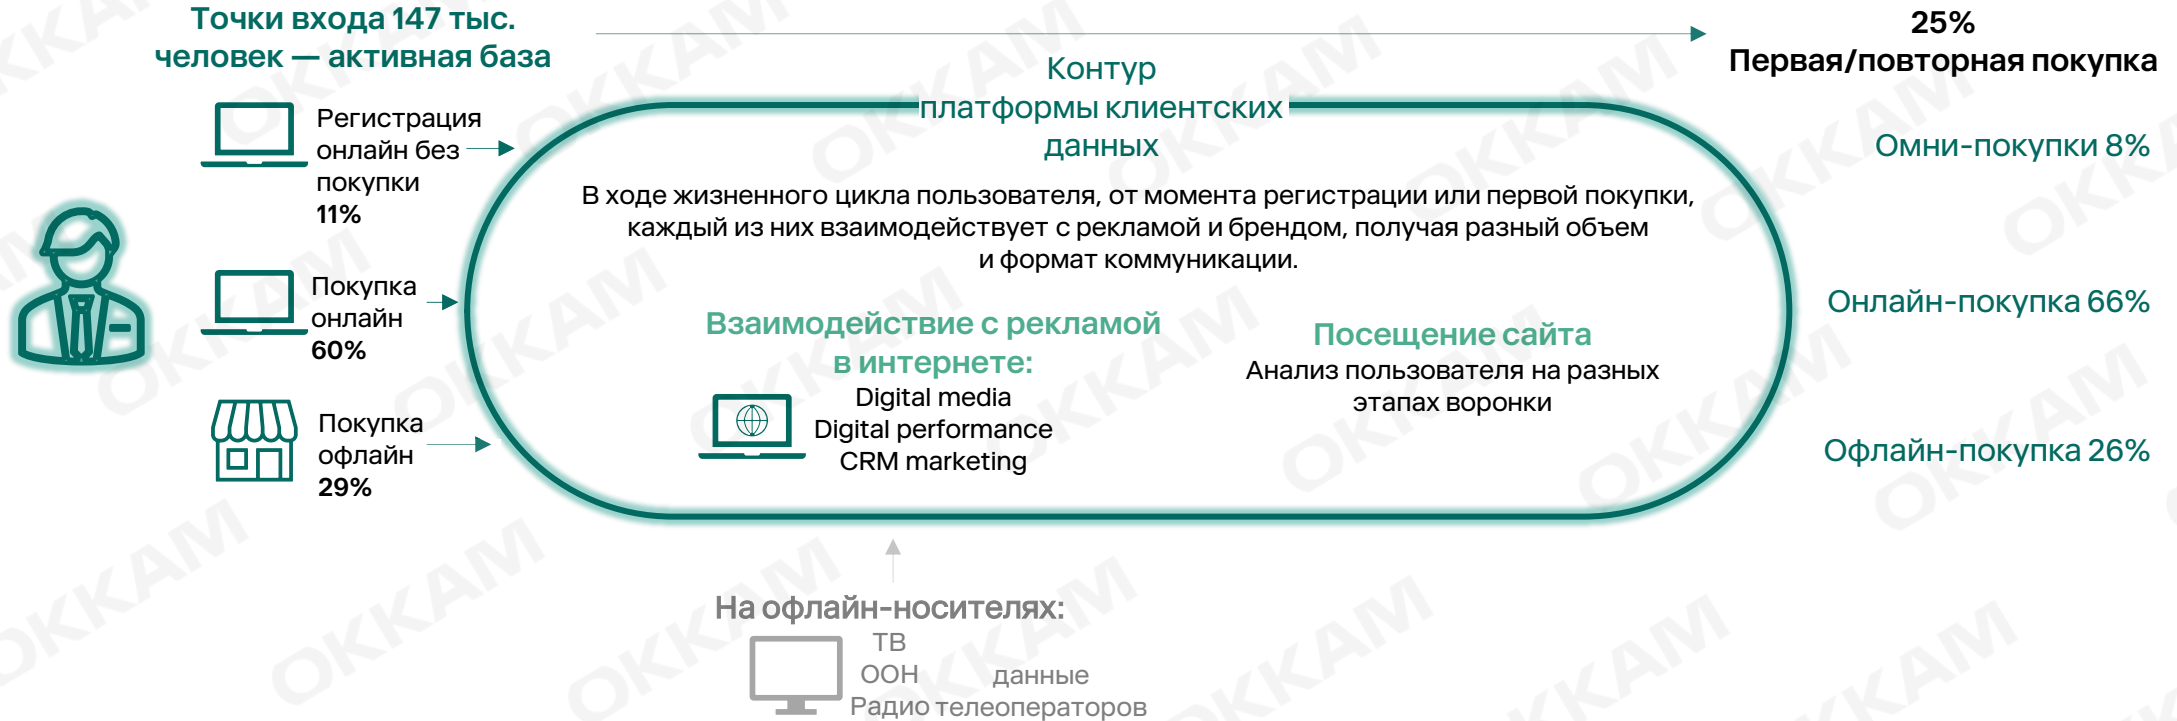 Точки входа 147 тыс.
человек — активная база
25%
Первая/повторная покупка
Регистрация
онлайн без
покупки
11%
Покупка
онлайн
60%
Покупка
офлайн
29%
Контур
платформы клиентских
данных
В ходе жизненного цикла пользователя, от момента регистрации или первой покупки,
каждый из них взаимодействует с рекламой и брендом, получая разный объем
и формат коммуникации.
Взаимодействие с рекламой
в интернете:
Digital media
Digital performance
CRM marketing
Посещение сайта
Анализ пользователя на разных
этапах воронки
Омни-покупки 8%
Онлайн-покупка 66%
Офлайн-покупка 26%
На офлайн-носителях:
ТВ
ООН
Радио
данные
телеоператоров
OKKAM